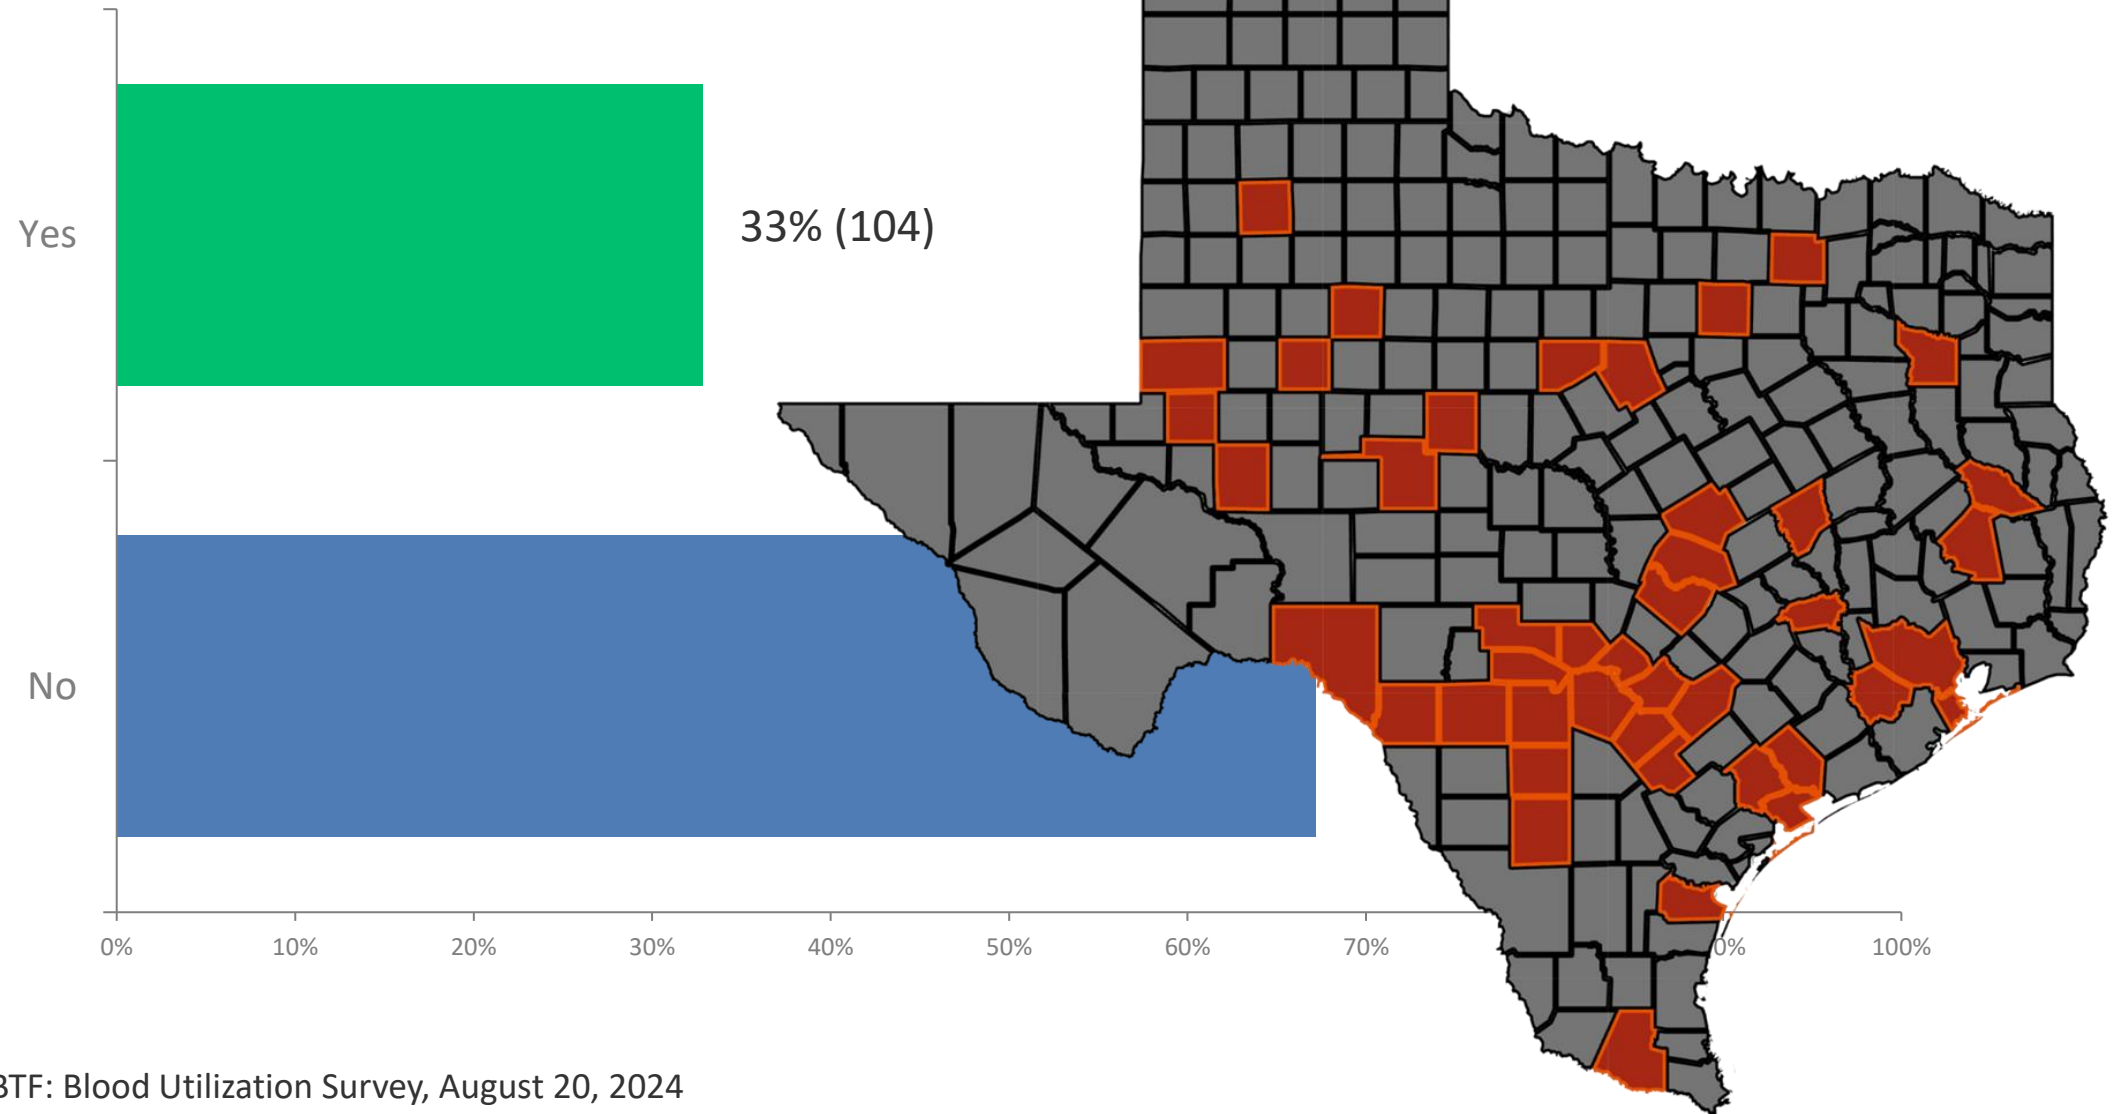 Yes
33% (104)
No
0% 10% 20% 30% 40% 50% 60% 70% 0% 100%
BTF: Blood Utilization Survey, August 20, 2024